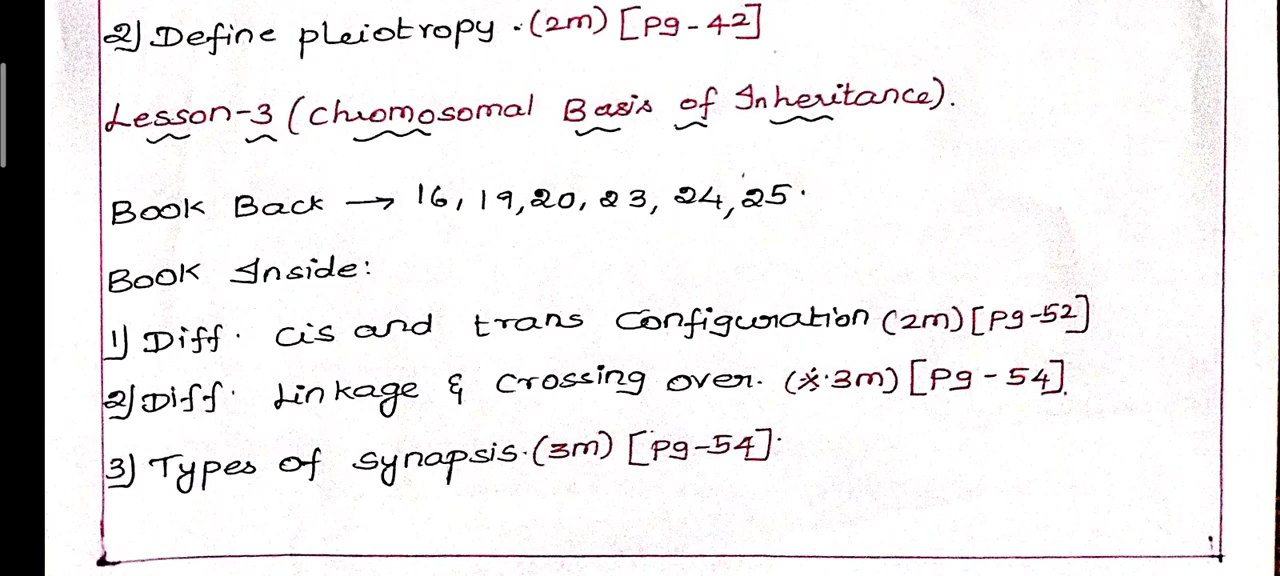 2) Define pleiotropy. (2m) [Pg-42]
Lesson-3 (Chromosomal Basis of Inheritance).
Book Back → 16, 19, 20, 23, 24, 25.
Book Inside:
1) Diff. cis and trans configuration (2m) [Pg-52]
2) Diff. Linkage & Crossing over. (*.3m) [Pg-54].
3) Types of synapsis. (3m) [Pg-54].